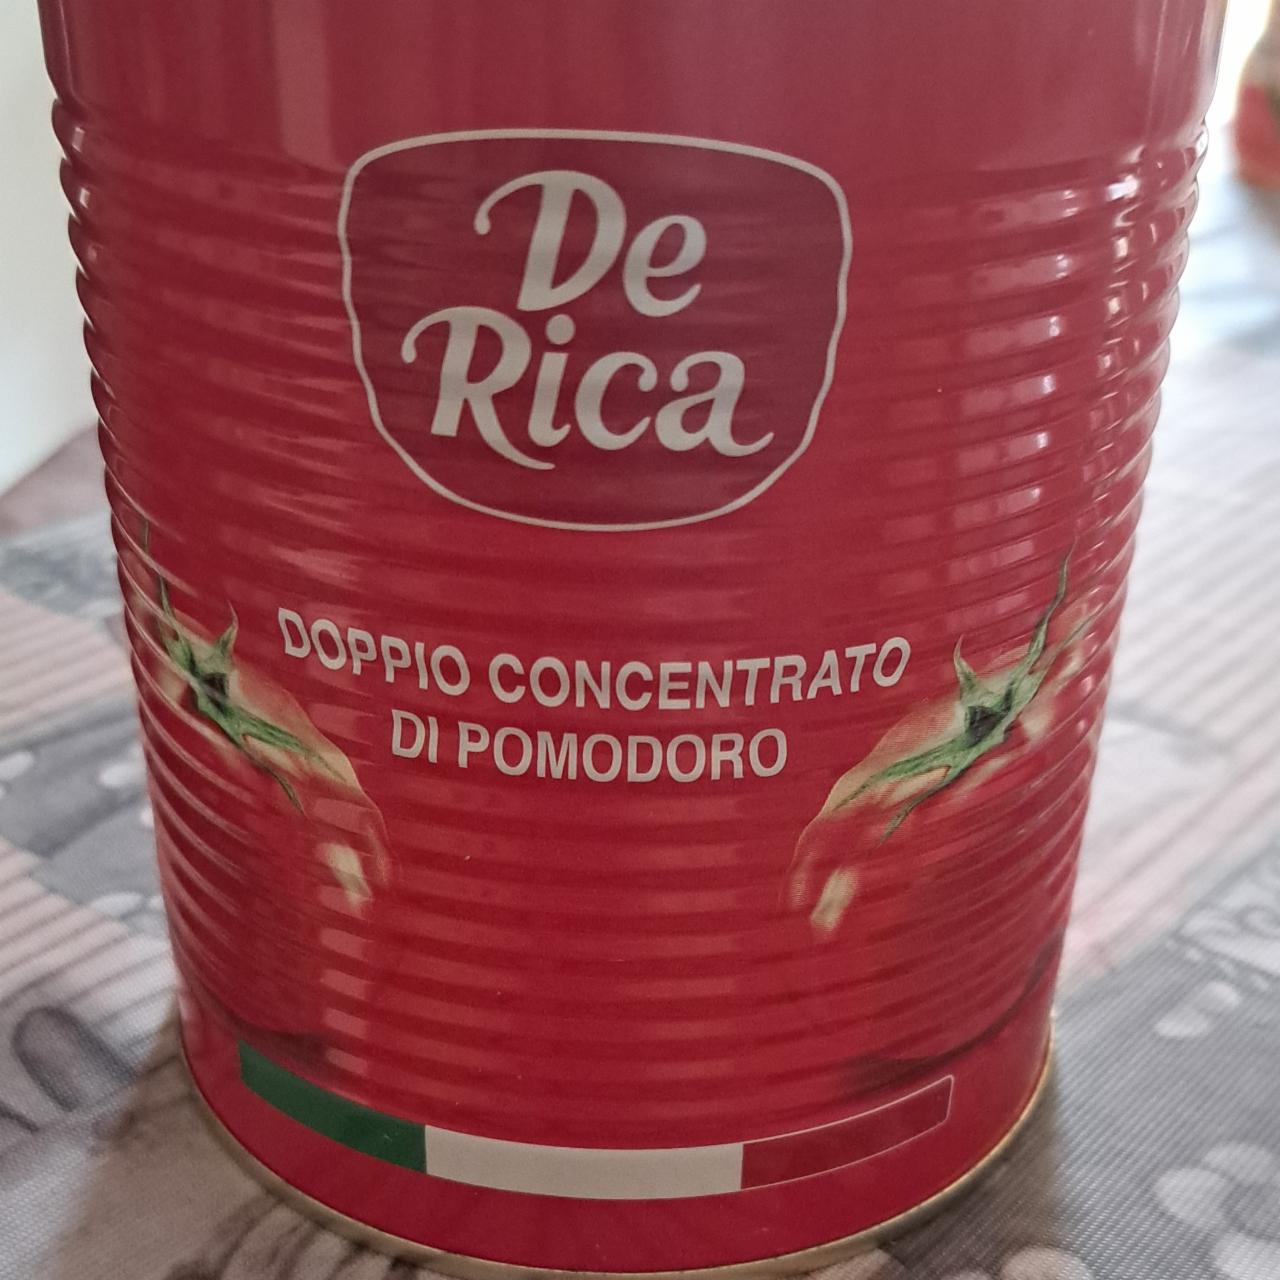 De
Rica
DOPPIO CONCENTRATO
DI POMODORO